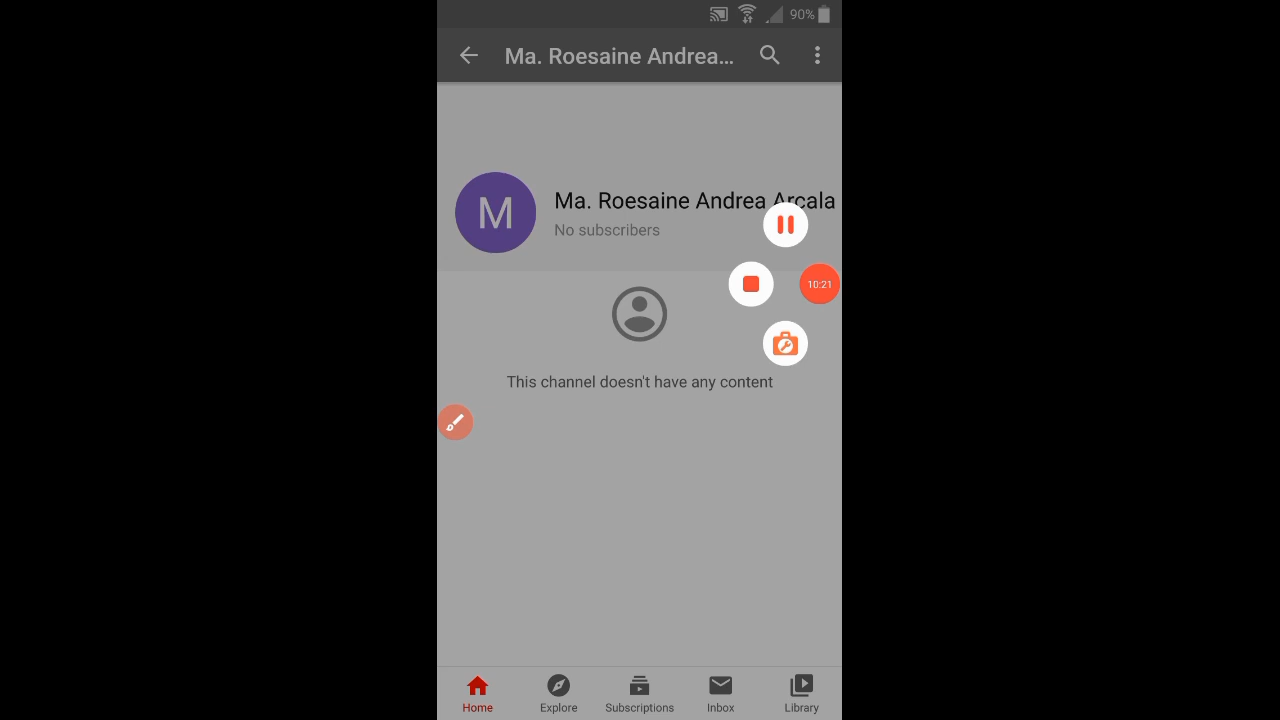 90%
Ma. Roesaine Andrea...
M
Ma. Roesaine Andrea Arcala
No subscribers
10:21
This channel doesn't have any content
Home Explore Subscriptions Inbox Library